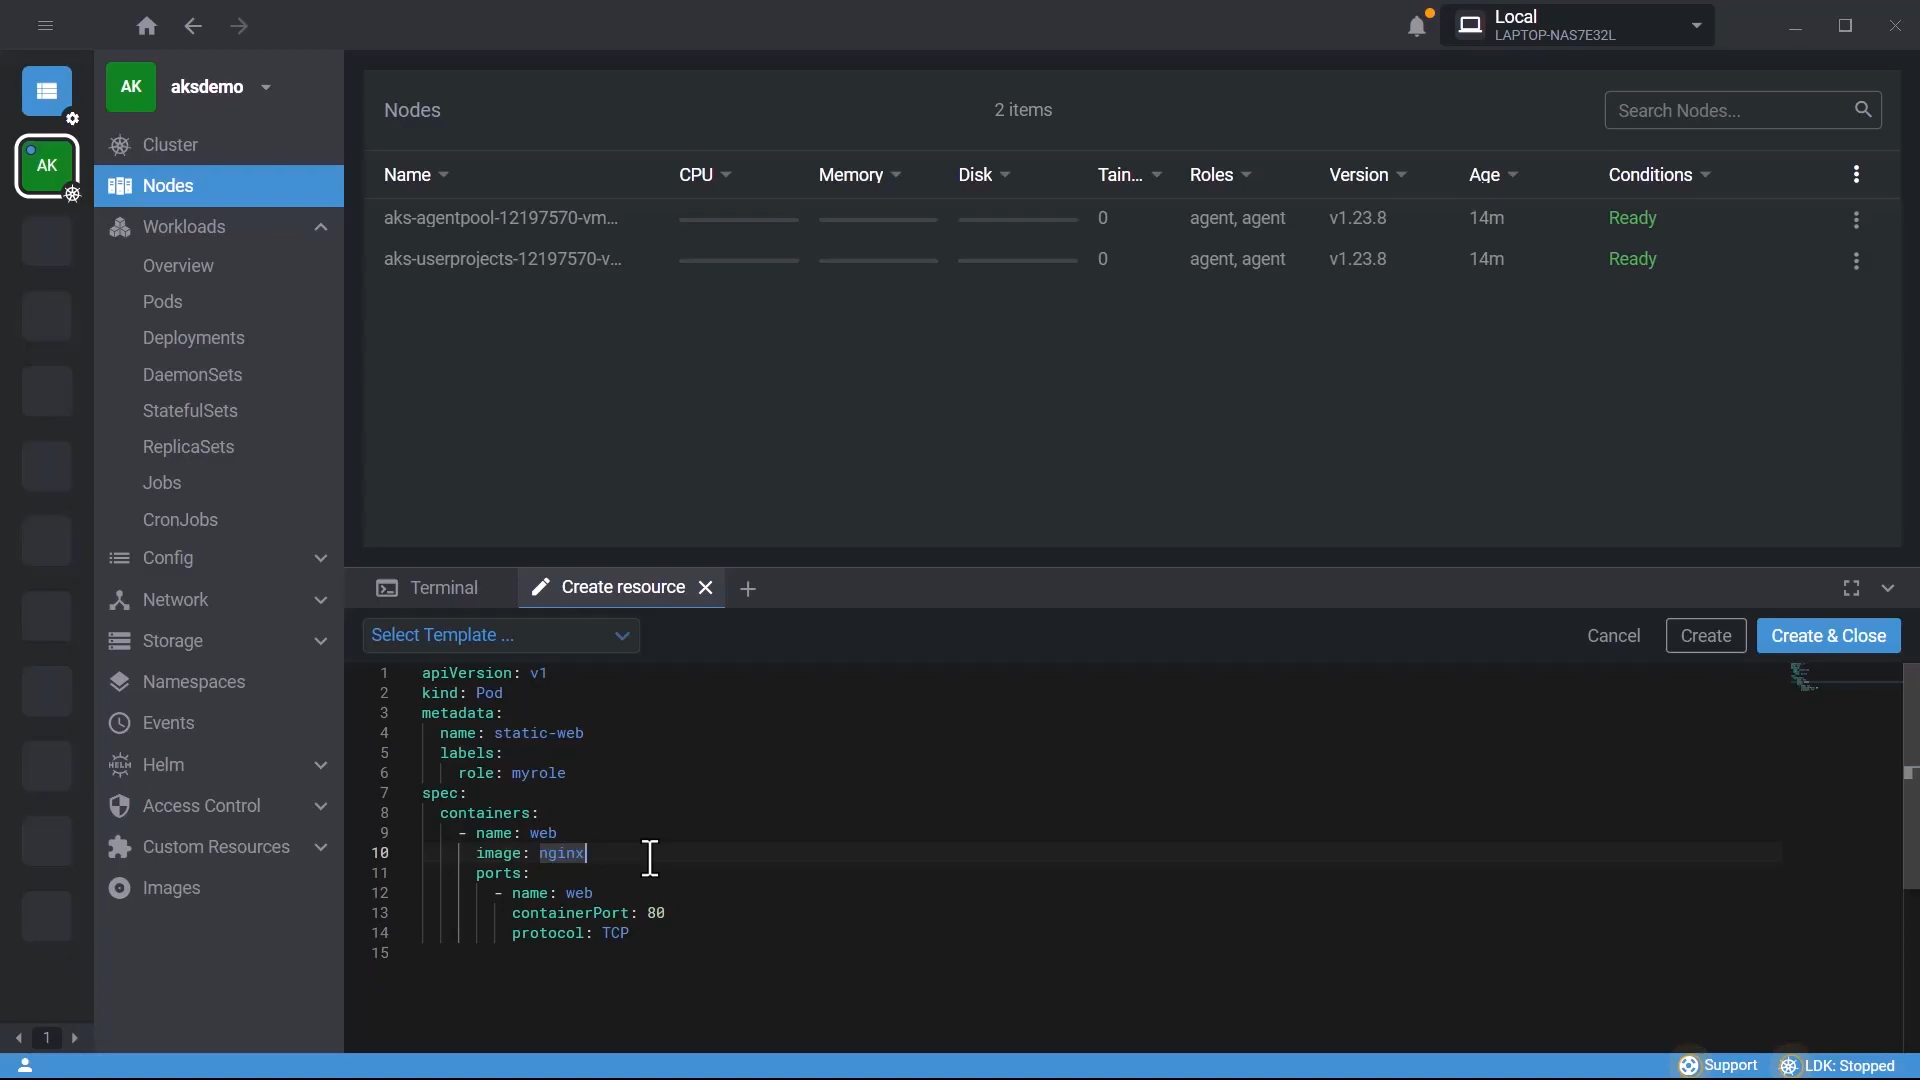 Local
LAPTOP-NAS7E32L
AK
aksdemo
AK
Cluster
Nodes
Workloads
Overview
Pods
Deployments
DaemonSets
StatefulSets
ReplicaSets
Jobs
CronJobs
Config
Network
Storage
Namespaces
Events
HELM
Helm
Access Control
Custom Resources
Images
1
Nodes
2 items
Search Nodes...
Name CPU Memory Disk Tain... Roles Version Age Conditions
aks-agentpool-12197570-vm... 0 agent, agent v1.23.8 14m Ready
aks-userprojects-12197570-v... 0 agent, agent v1.23.8 14m Ready
Terminal
Create resource
Select Template ...
Cancel
Create
Create & Close
1 apiVersion: v1
2 kind: Pod
3 metadata:
4 name: static-web
5 labels:
6 role: myrole
7 spec:
8 containers:
9 - name: web
10 image: nginx
11 ports:
12 - name: web
13 containerPort: 80
14 protocol: TCP
15
Support
LDK: Stopped